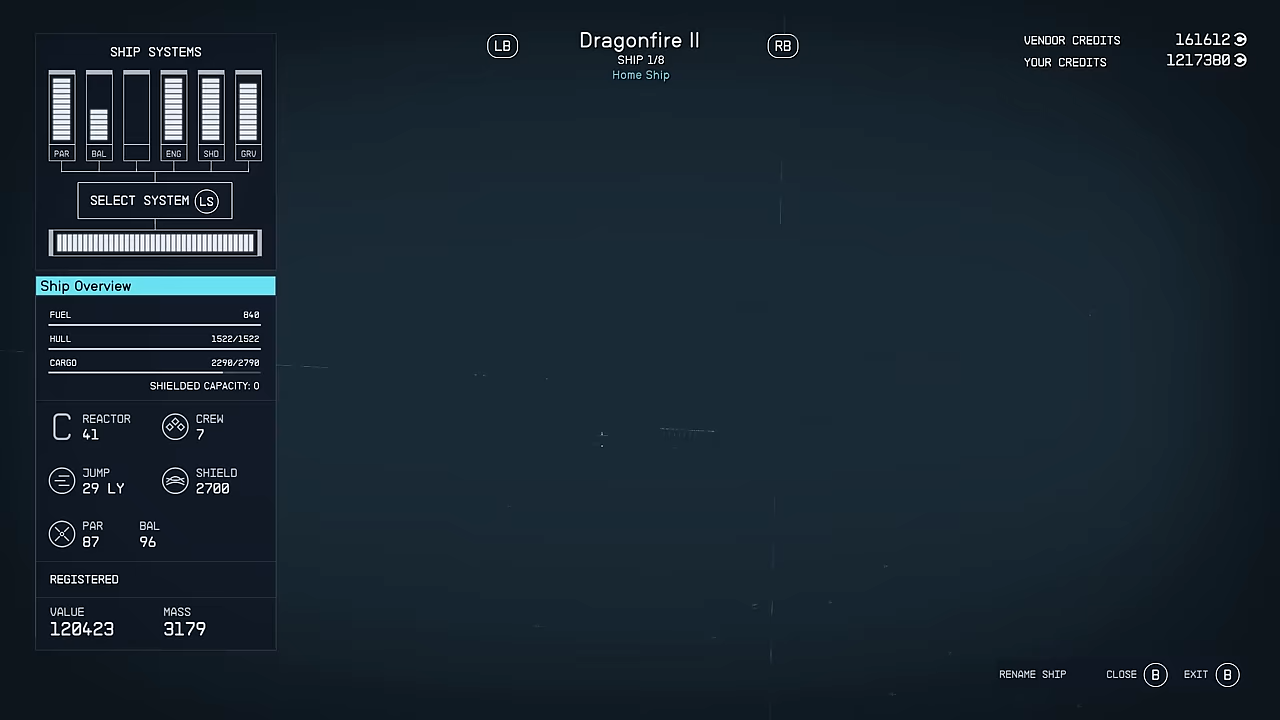 SHIP SYSTEMS
PAR BAL ENG SHD GRV
SELECT SYSTEM LS
Ship Overview
FUEL 840
HULL 1522/1522
CARGO 2290/2790
SHIELDED CAPACITY: 0
C REACTOR 41
CREW 7
JUMP 29 LY
SHIELD 2700
PAR 87
BAL 96
REGISTERED
VALUE 120423
MASS 3179
LB Dragonfire II RB
SHIP 1/8
Home Ship
VENDOR CREDITS 161612
YOUR CREDITS 1217380
RENAME SHIP CLOSE B EXIT B